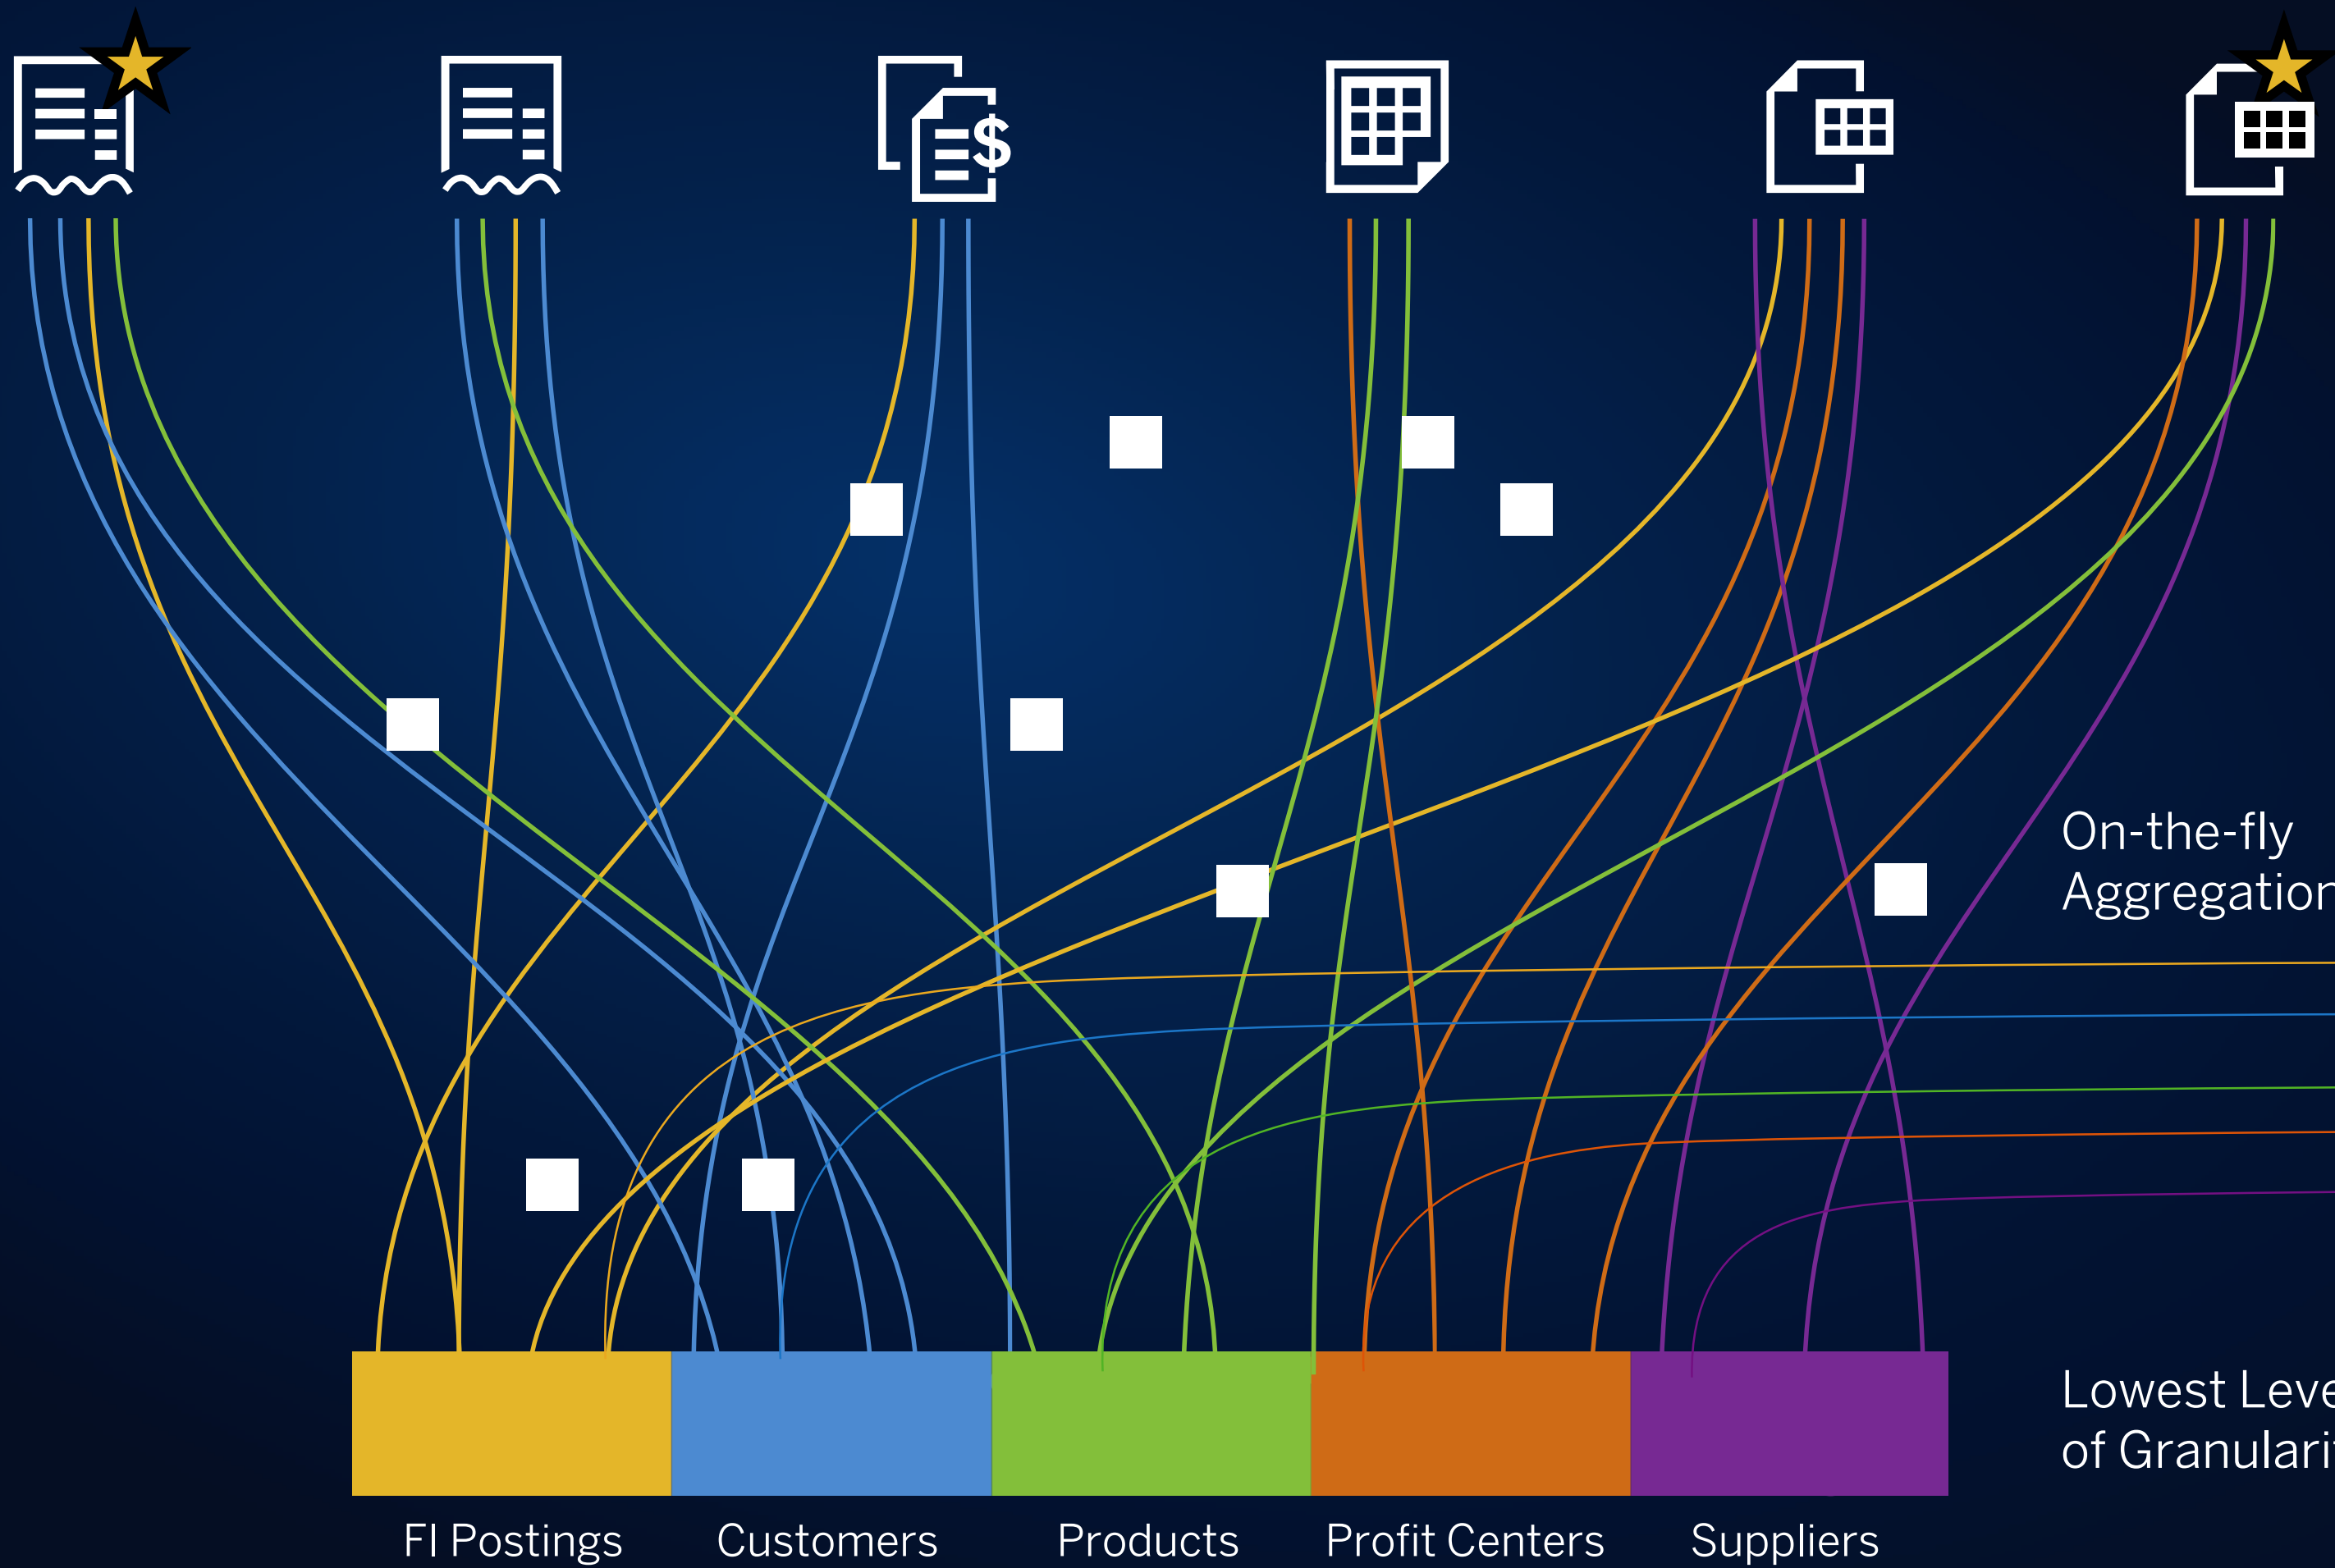 On-the-fly
Aggregation
Lowest Leve
of Granulari
FI Postings Customers Products Profit Centers Suppliers